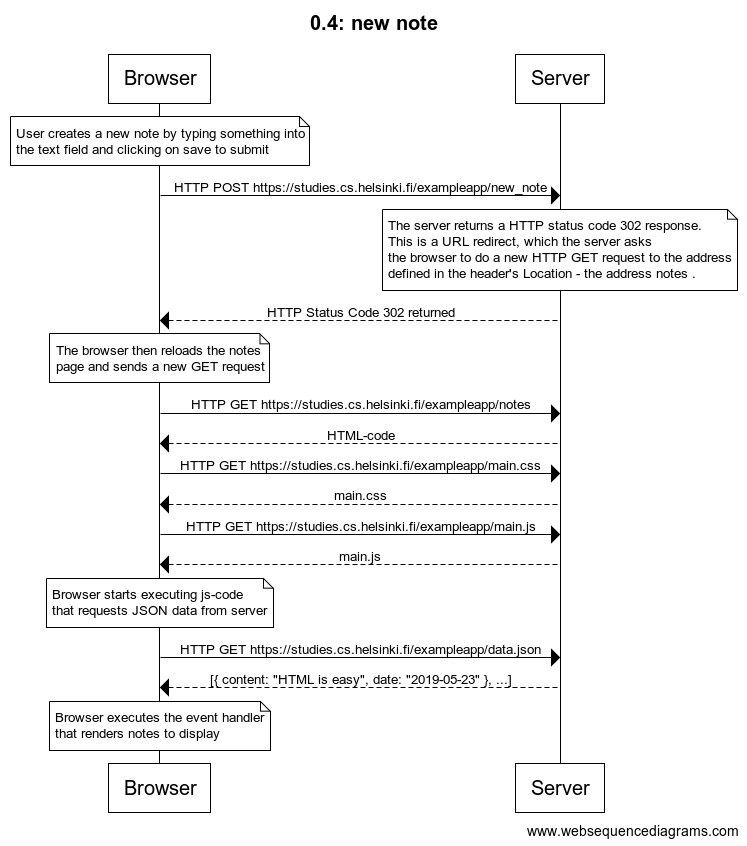 0.4: new note
Browser
Server
User creates a new note by typing something into
the text field and clicking on save to submit
HTTP POST https://studies.cs.helsinki.fi/exampleapp/new_note
The server returns a HTTP status code 302 response.
This is a URL redirect, which the server asks
the browser to do a new HTTP GET request to the address
defined in the header's Location - the address notes .
HTTP Status Code 302 returned
The browser then reloads the notes
page and sends a new GET request
HTTP GET https://studies.cs.helsinki.fi/exampleapp/notes
HTML-code
HTTP GET https://studies.cs.helsinki.fi/exampleapp/main.css
main.css
HTTP GET https://studies.cs.helsinki.fi/exampleapp/main.js
main.js
Browser starts executing js-code
that requests JSON data from server
HTTP GET https://studies.cs.helsinki.fi/exampleapp/data.json
[{ content: "HTML is easy", date: "2019-05-23" }, ...]
Browser executes the event handler
that renders notes to display
Browser
Server
www.websequencediagrams.com